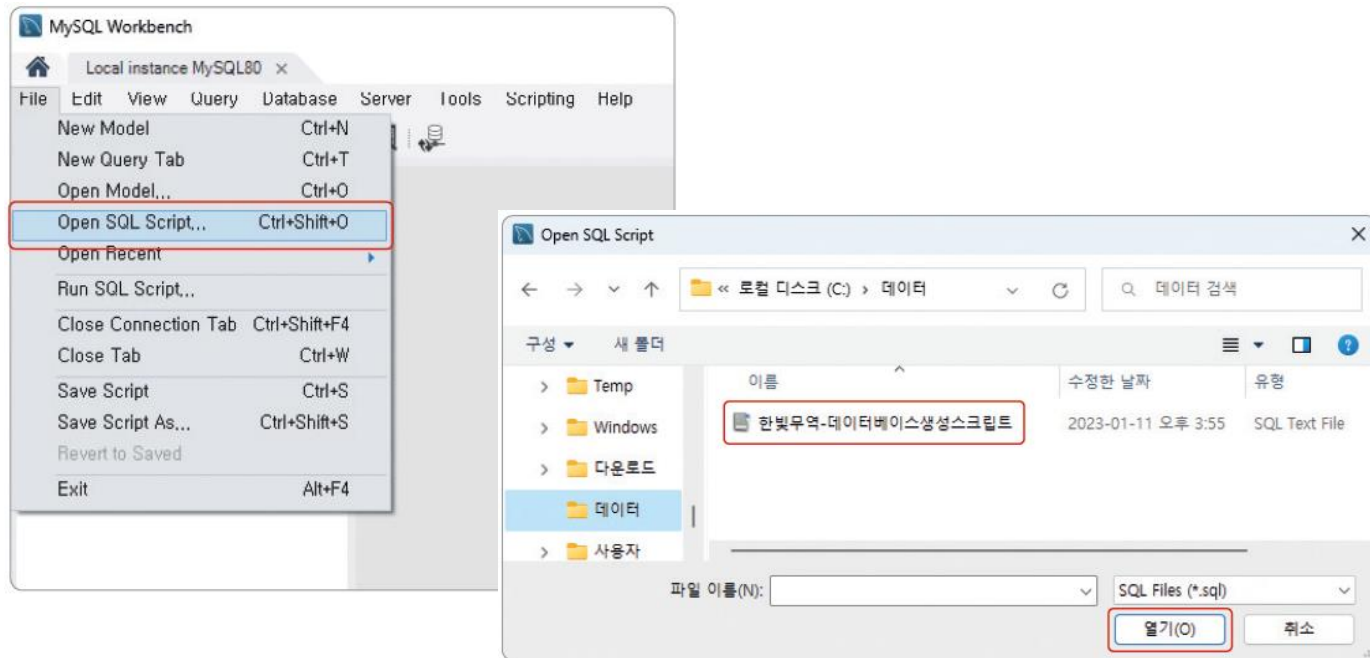 MySQL Workbench
Local instance MySQL80 ×
File Edit View Query Database Server Tools Scripting Help
New Model Ctrl+N
New Query Tab Ctrl+T
Open Model... Ctrl+O
Open SQL Script... Ctrl+Shift+O
Open Recent
Run SQL Script...
Close Connection Tab Ctrl+Shift+F4
Close Tab Ctrl+W
Save Script Ctrl+S
Save Script As... Ctrl+Shift+S
Revert to Saved
Exit Alt+F4
Open SQL Script
« 로컬 디스크 (C:) › 데이터
데이터 검색
구성 새 폴더
이름 수정한 날짜 유형
Temp
Windows
다운로드
데이터
사용자
한빛무역-데이터베이스생성스크립트 2023-01-11 오후 3:55 SQL Text File
파일 이름(N):
SQL Files (*.sql)
열기(O) 취소